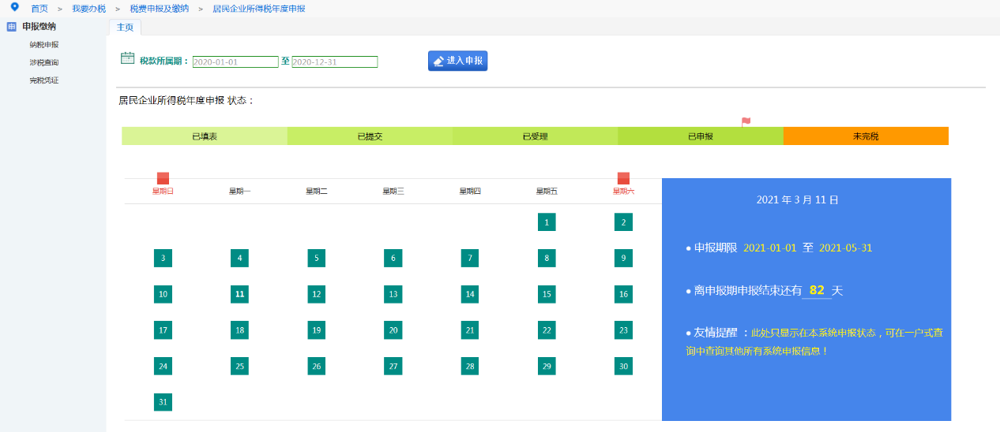 首页 > 我要办税 > 税费申报及缴纳 > 居民企业所得税年度申报
申报缴纳
纳税申报
涉税查询
完税凭证
主页
税款所属期： 2020-01-01 至 2020-12-31 进入申报
居民企业所得税年度申报 状态：
已填表 已提交 已受理 已申报 未完税
星期日 星期一 星期二 星期三 星期四 星期五 星期六
1 2
3 4 5 6 7 8 9
10 11 12 13 14 15 16
17 18 19 20 21 22 23
24 25 26 27 28 29 30
31
2021 年 3 月 11 日
● 申报期限 2021-01-01 至 2021-05-31
● 离申报期申报结束还有 82 天
● 友情提醒 ：此处只显示在本系统申报状态，可在一户式查
询中查询其他所有系统申报信息！